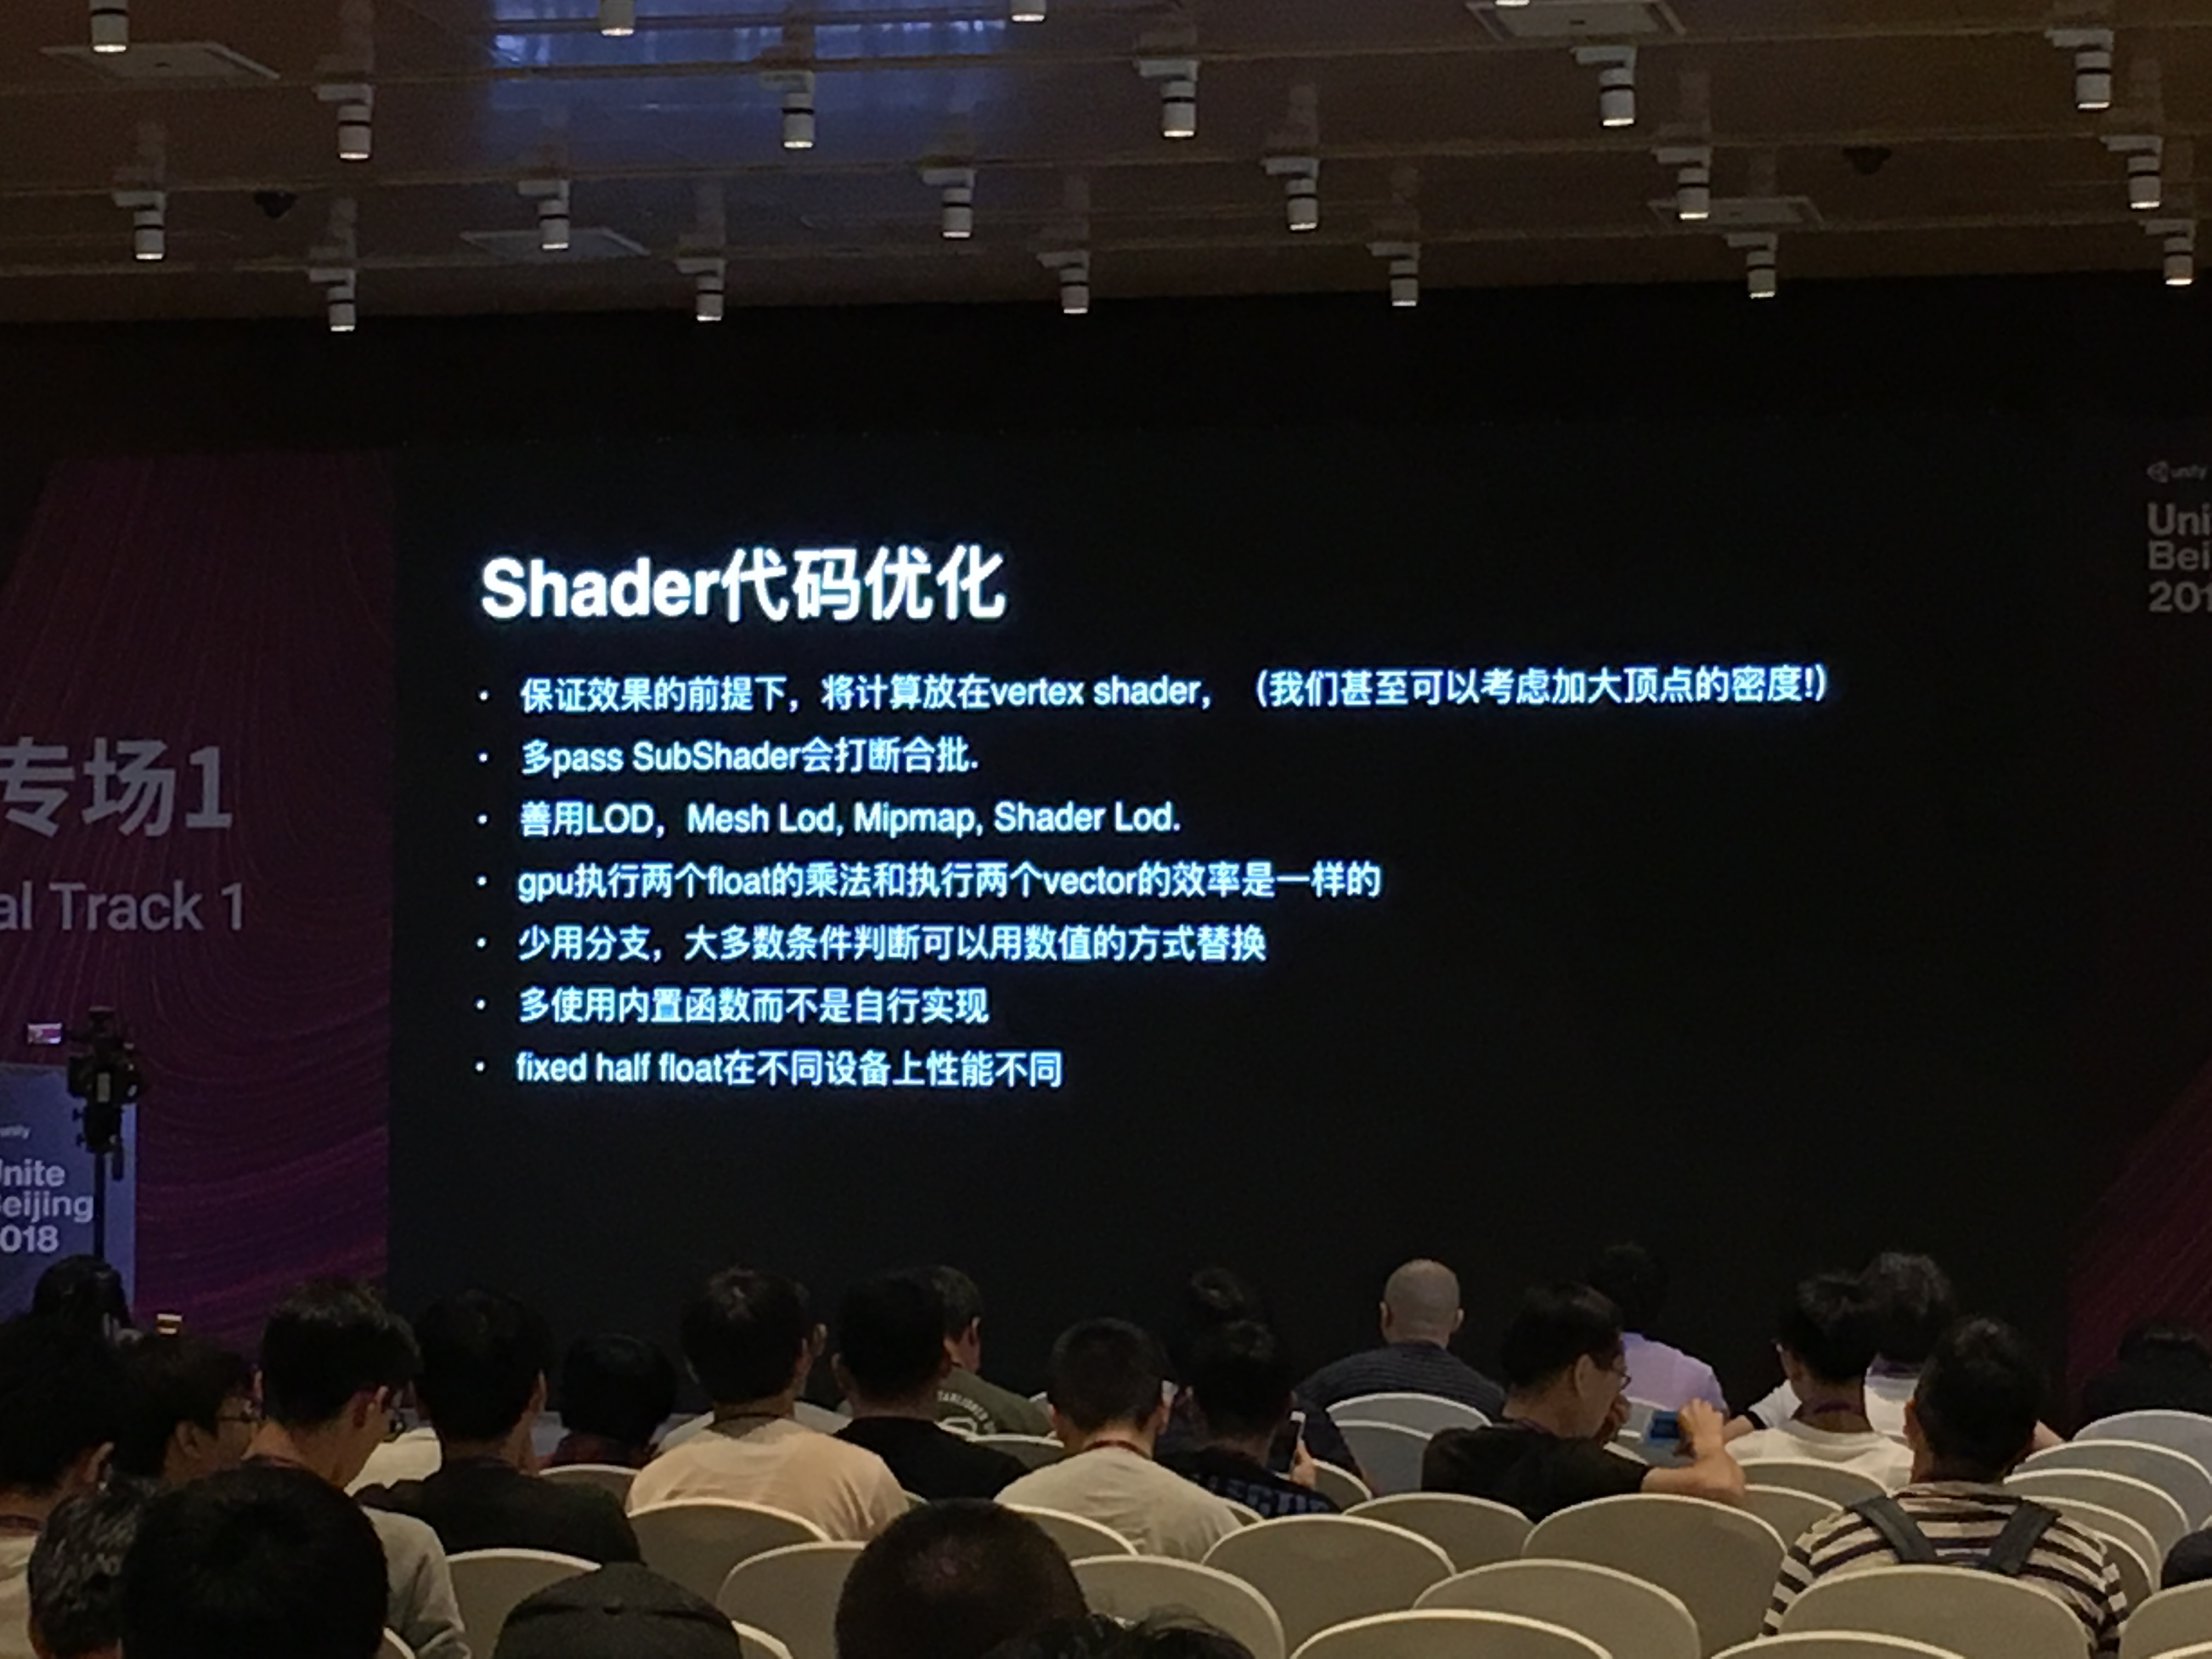 Shader代码优化
• 保证效果的前提下，将计算放在vertex shader， （我们甚至可以考虑加大顶点的密度!）
• 多pass SubShader会打断合批.
• 善用LOD，Mesh Lod, Mipmap, Shader Lod.
• gpu执行两个float的乘法和执行两个vector的效率是一样的
• 少用分支，大多数条件判断可以用数值的方式替换
• 多使用内置函数而不是自行实现
• fixed half float在不同设备上性能不同
专场1
al Track 1
unity
Unite
Beijing
2018
unity
Uni
Bei
201